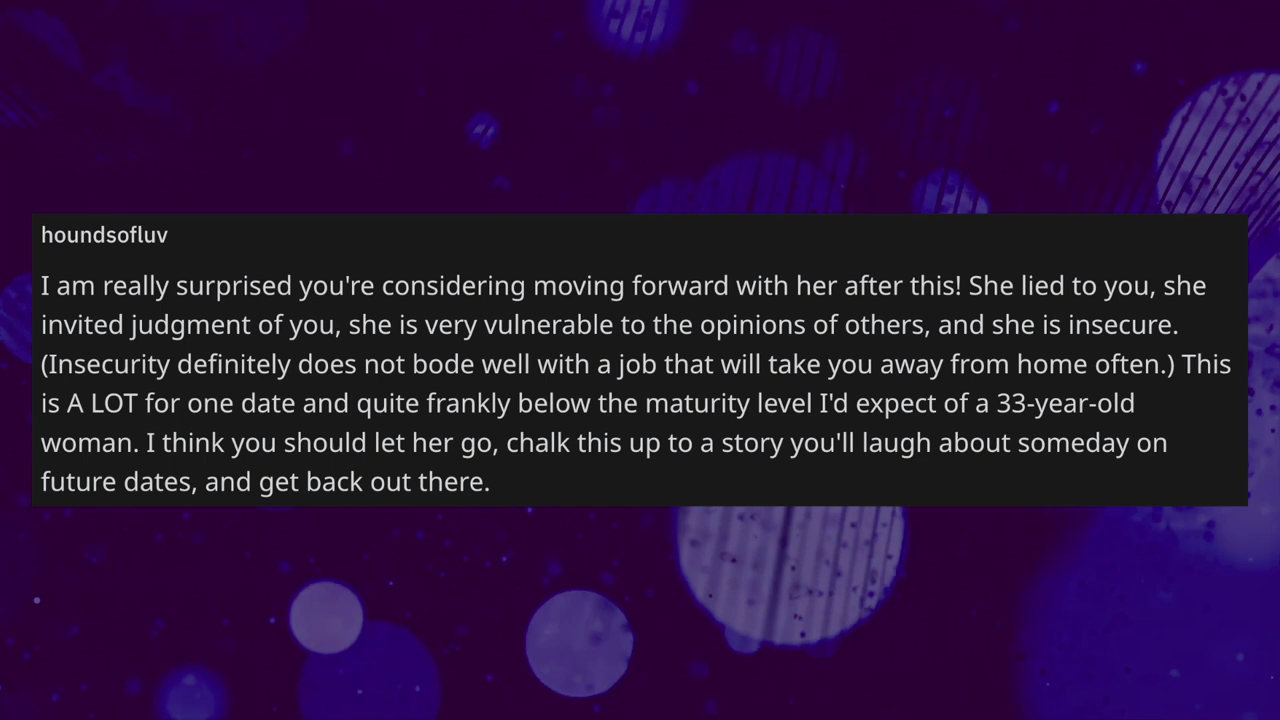 houndsofluv
I am really surprised you're considering moving forward with her after this! She lied to you, she
invited judgment of you, she is very vulnerable to the opinions of others, and she is insecure.
(Insecurity definitely does not bode well with a job that will take you away from home often.) This
is A LOT for one date and quite frankly below the maturity level I'd expect of a 33-year-old
woman. I think you should let her go, chalk this up to a story you'll laugh about someday on
future dates, and get back out there.